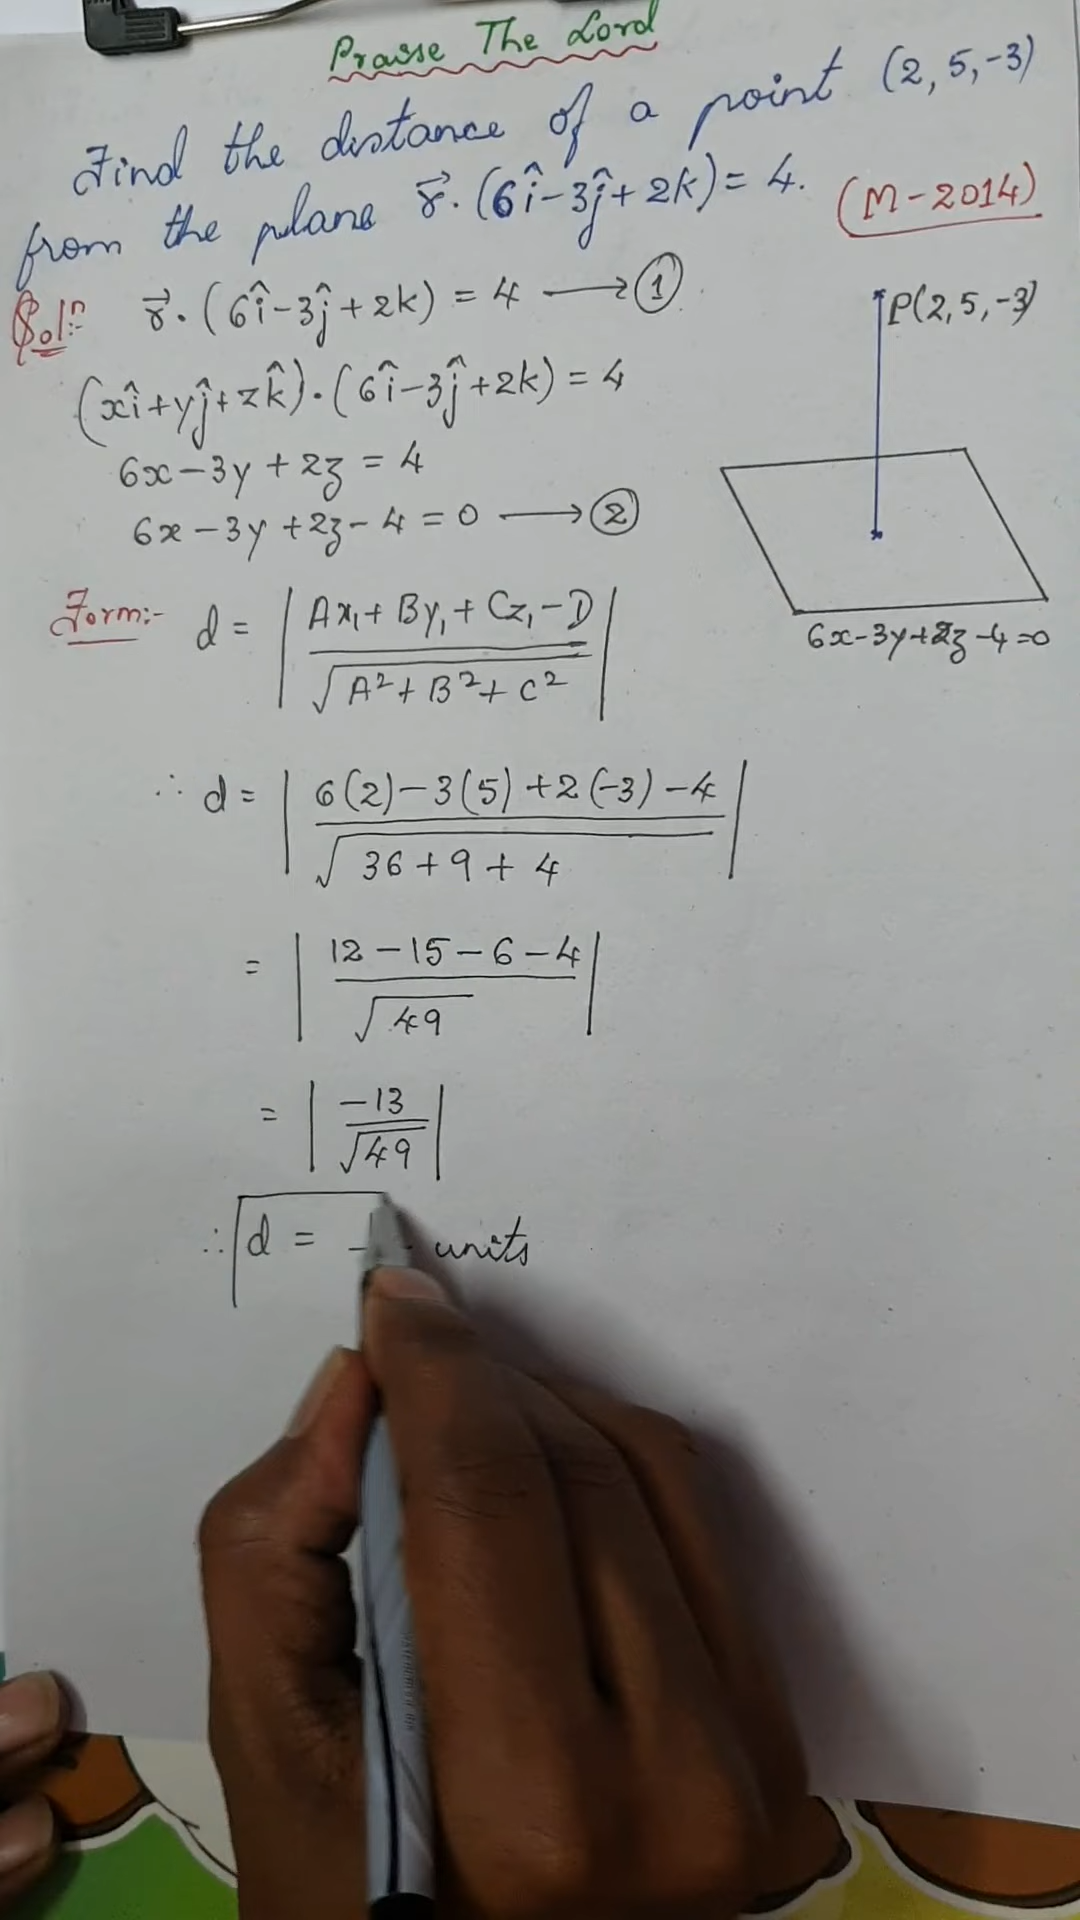 Praise The Lord
Find the distance of a point (2, 5, -3)
from the plane r⃗. (6î - 3ĵ + 2k) = 4. (M-2014)
Soln:- r⃗. (6î - 3ĵ + 2k) = 4 ⟶ ①
(xî + yĵ + zk̂) . (6î - 3ĵ + 2k) = 4
6x - 3y + 2z = 4
6x - 3y + 2z - 4 = 0 ⟶ ②
P(2, 5, -3)
6x - 3y + 2z - 4 = 0
Form:- d = | Ax₁ + By₁ + Cz₁ - D / √A² + B² + C² |
∴ d = | 6(2) - 3(5) + 2(-3) - 4 / √36 + 9 + 4 |
= | 12 - 15 - 6 - 4 / √49 |
= | -13 / √49 |
∴ d = units